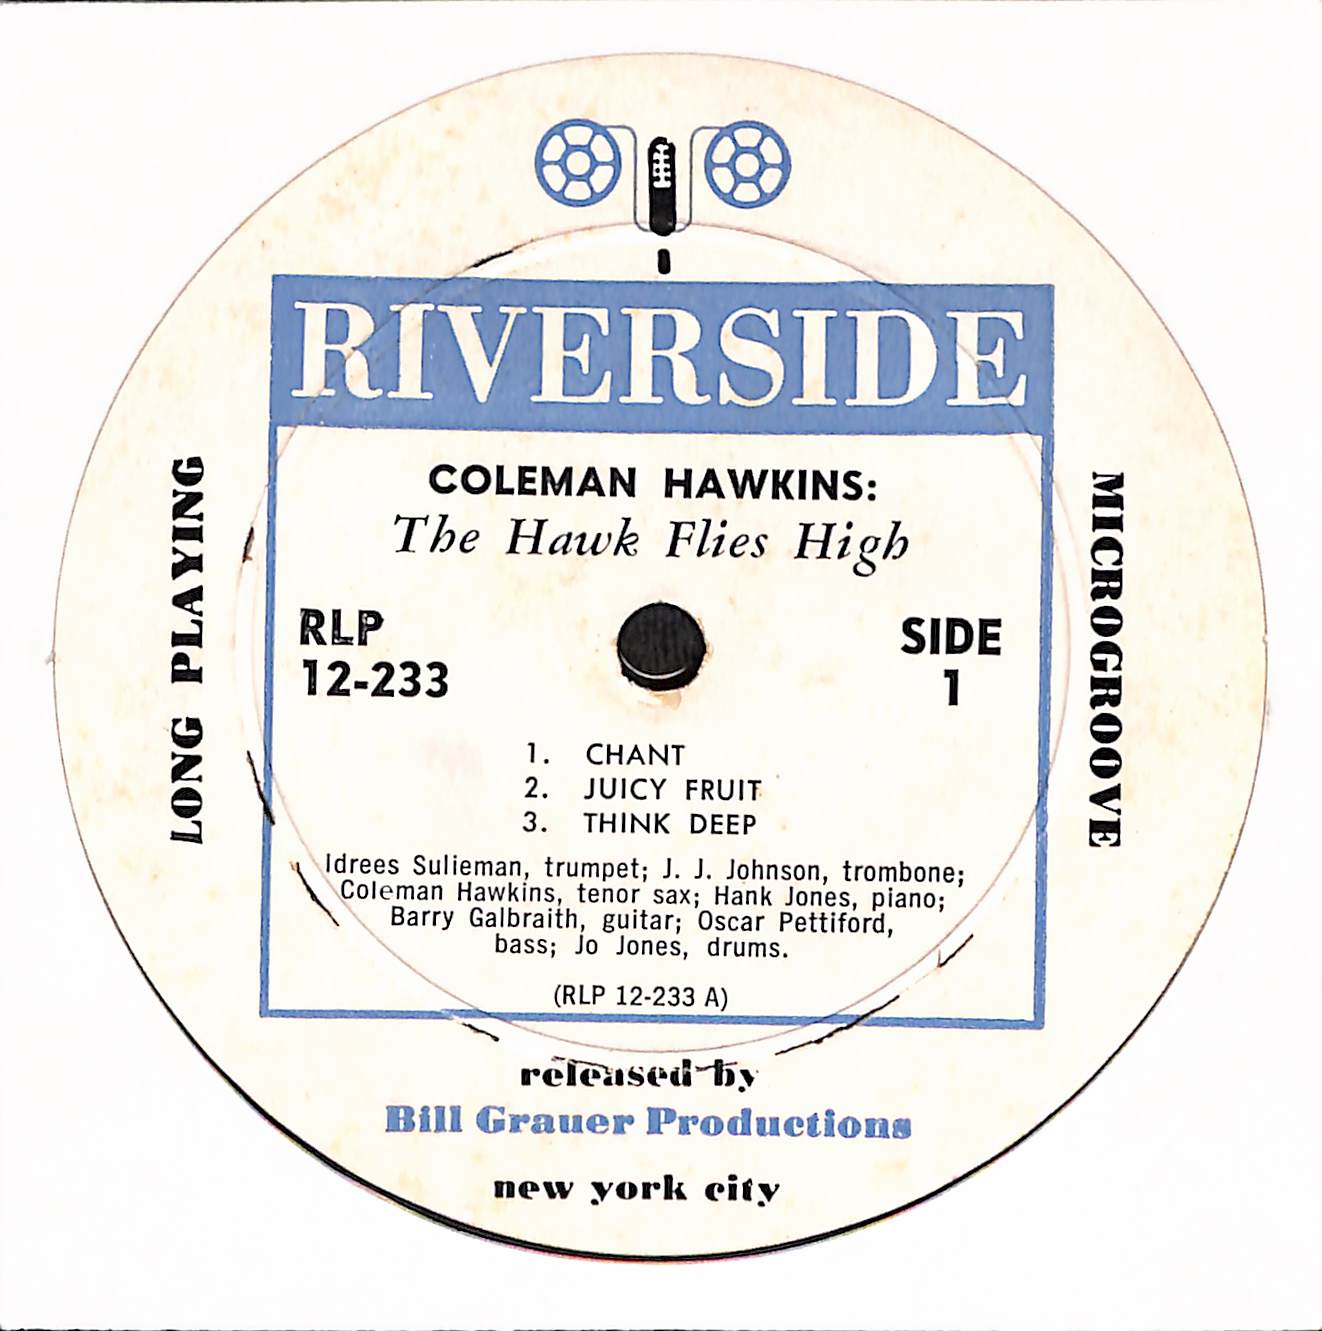 RIVERSIDE
COLEMAN HAWKINS:
The Hawk Flies High
RLP
12-233
SIDE
1
LONG PLAYING
MICROGROOVE
1. CHANT
2. JUICY FRUIT
3. THINK DEEP
Idrees Sulieman, trumpet; J. J. Johnson, trombone;
Coleman Hawkins, tenor sax; Hank Jones, piano;
Barry Galbraith, guitar; Oscar Pettiford,
bass; Jo Jones, drums.
(RLP 12-233 A)
released by
Bill Grauer Productions
new york city